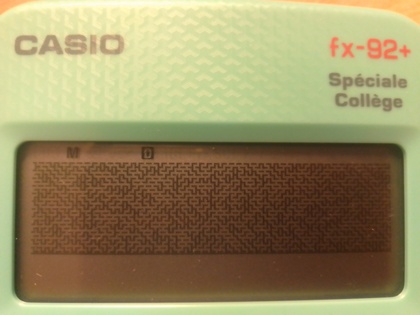 CASIO
fx-92+
Spéciale
Collège
M D